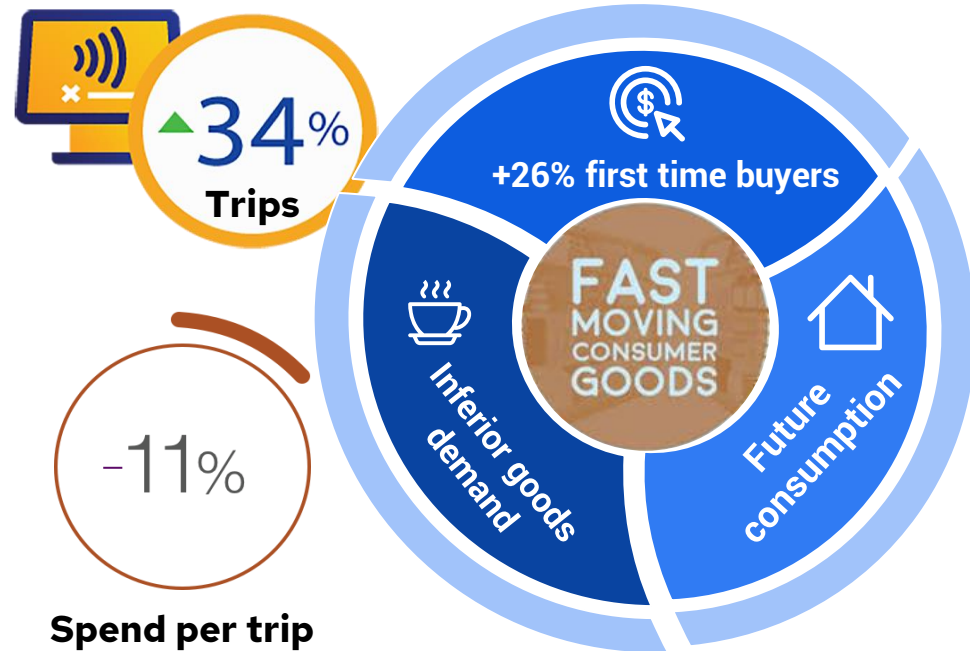 ▲34%
Trips
+26% first time buyers
FAST
MOVING
CONSUMER
GOODS
Inferior goods
demand
Future
consumption
–11%
Spend per trip